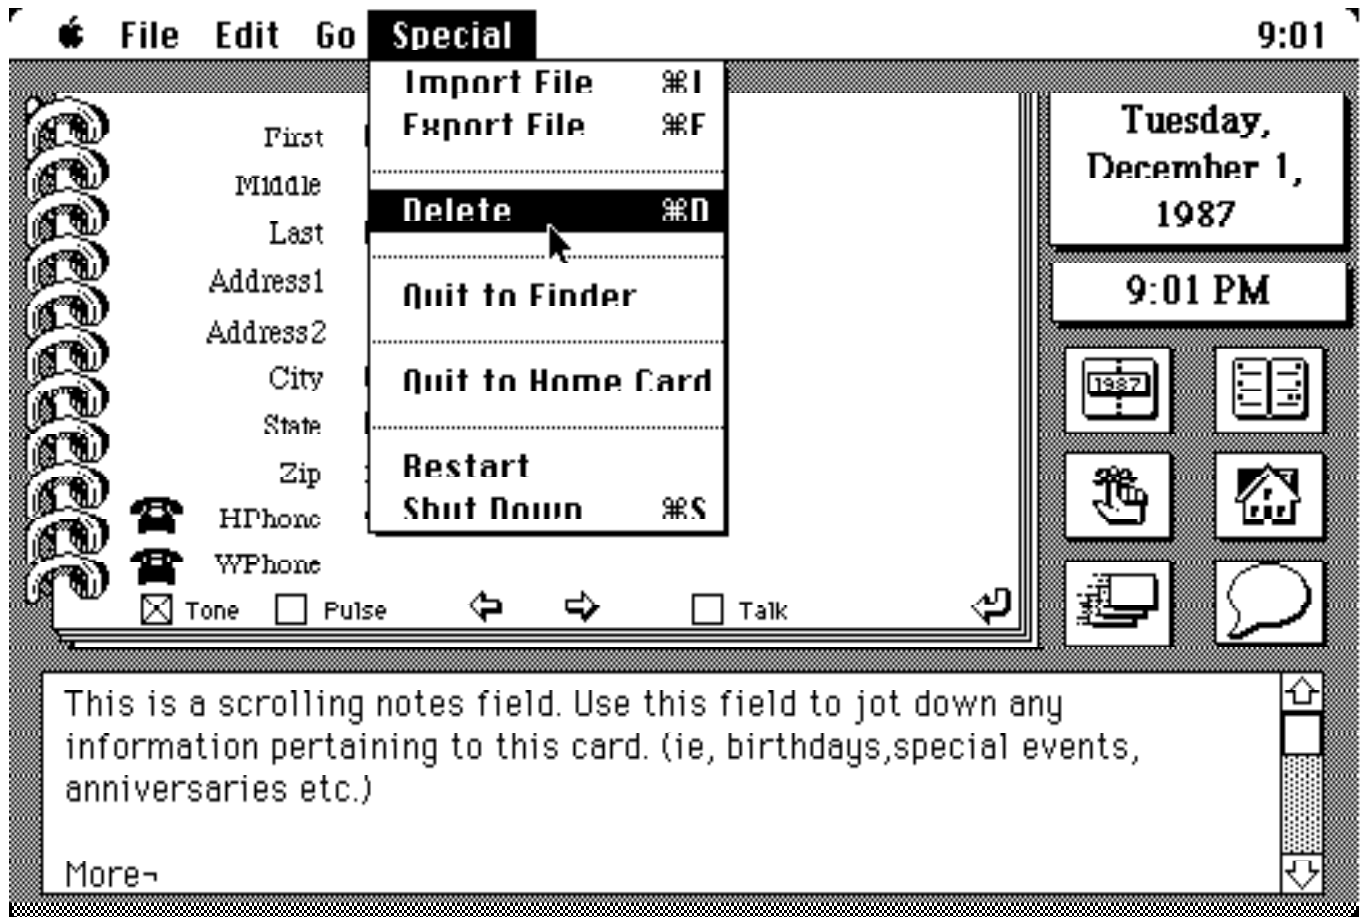 File Edit Go Special 9:01
Import File ⌘I
Export File ⌘E
Delete ⌘D
Quit to Finder
Quit to Home Card
Restart
Shut Down ⌘S
First
Middle
Last
Address1
Address2
City
State
Zip
HPhone
WPhone
Tone Pulse Talk
Tuesday,
December 1,
1987
9:01 PM
1987
This is a scrolling notes field. Use this field to jot down any
information pertaining to this card. (ie, birthdays,special events,
anniversaries etc.)
More¬